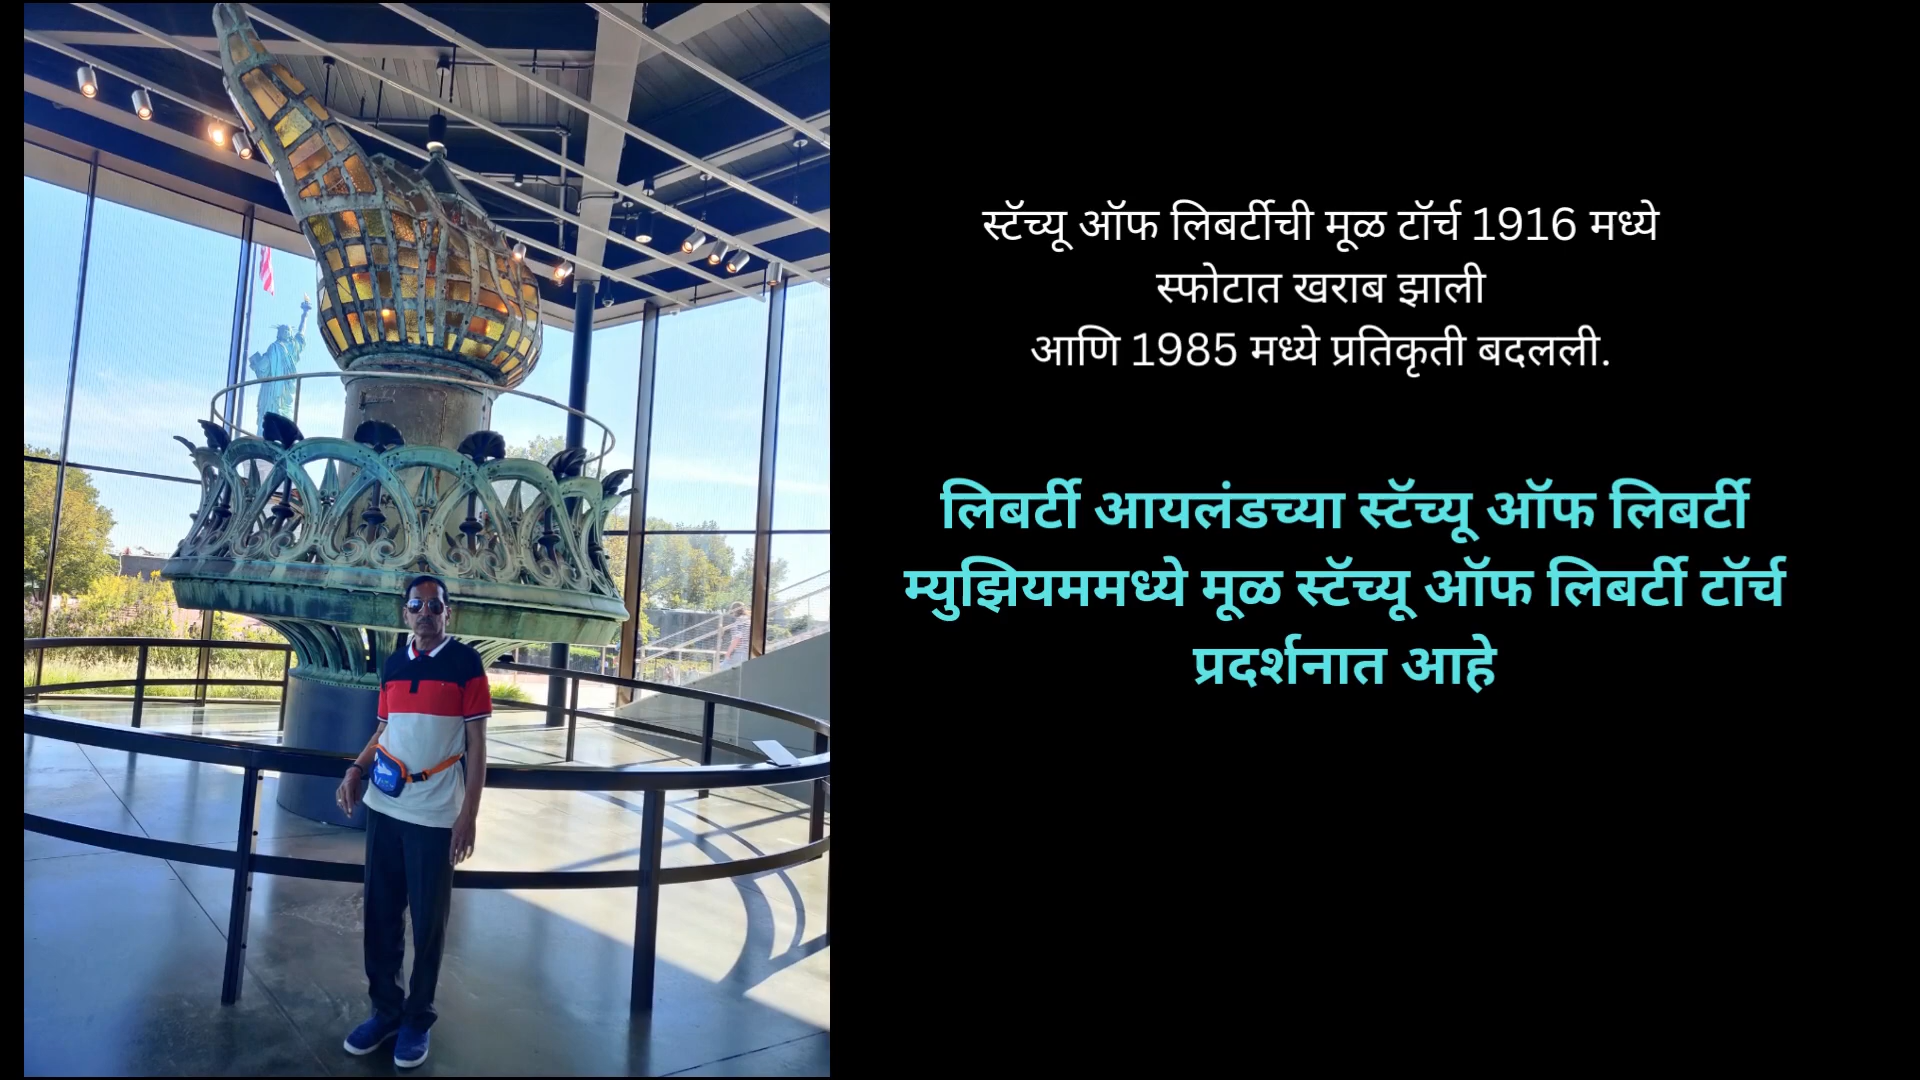 स्टॅच्यू ऑफ लिबर्टीची मूळ टॉर्च 1916 मध्ये
स्फोटात खराब झाली
आणि 1985 मध्ये प्रतिकृती बदलली.
लिबर्टी आयलंडच्या स्टॅच्यू ऑफ लिबर्टी
म्युझियममध्ये मूळ स्टॅच्यू ऑफ लिबर्टी टॉर्च
प्रदर्शनात आहे